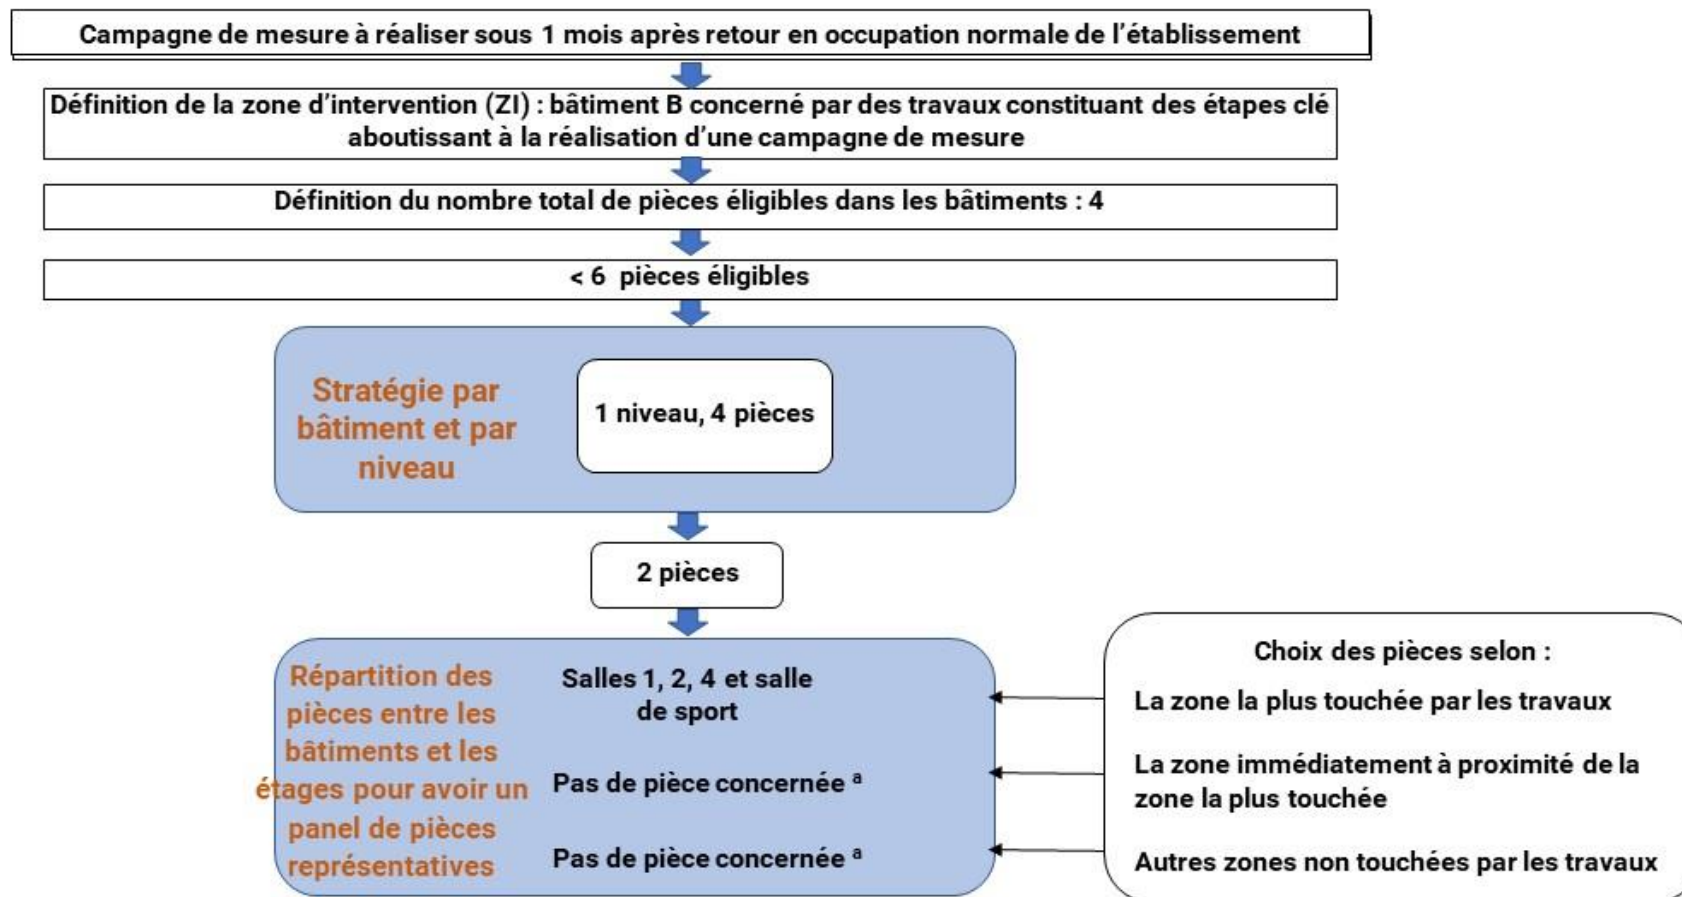 Campagne de mesure à réaliser sous 1 mois après retour en occupation normale de l'établissement
Définition de la zone d'intervention (ZI) : bâtiment B concerné par des travaux constituant des étapes clé
aboutissant à la réalisation d'une campagne de mesure
Définition du nombre total de pièces éligibles dans les bâtiments : 4
< 6 pièces éligibles
Stratégie par
bâtiment et par
niveau
1 niveau, 4 pièces
2 pièces
Répartition des
pièces entre les
bâtiments et les
étages pour avoir un
panel de pièces
représentatives
Salles 1, 2, 4 et salle
de sport
Pas de pièce concernée ª
Pas de pièce concernée ª
Choix des pièces selon :
La zone la plus touchée par les travaux
La zone immédiatement à proximité de la
zone la plus touchée
Autres zones non touchées par les travaux